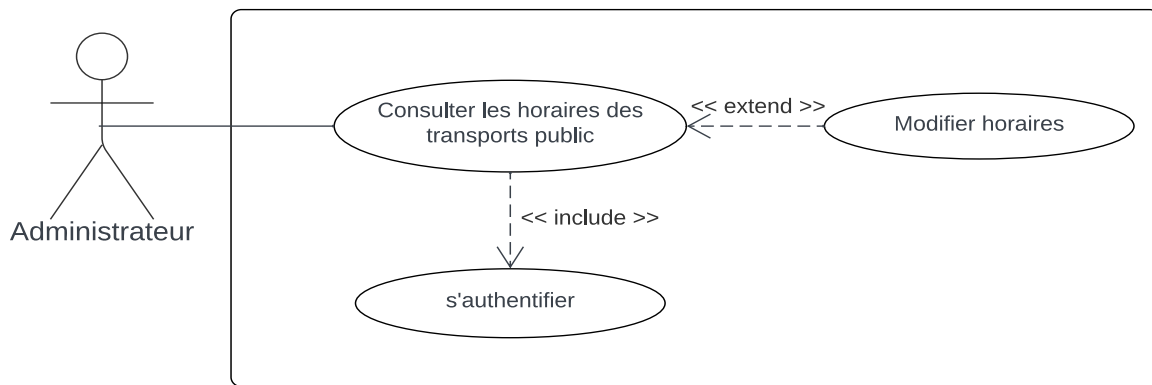 Consulter les horaires des
transports public
<< extend >>
Modifier horaires
<< include >>
Administrateur
s'authentifier